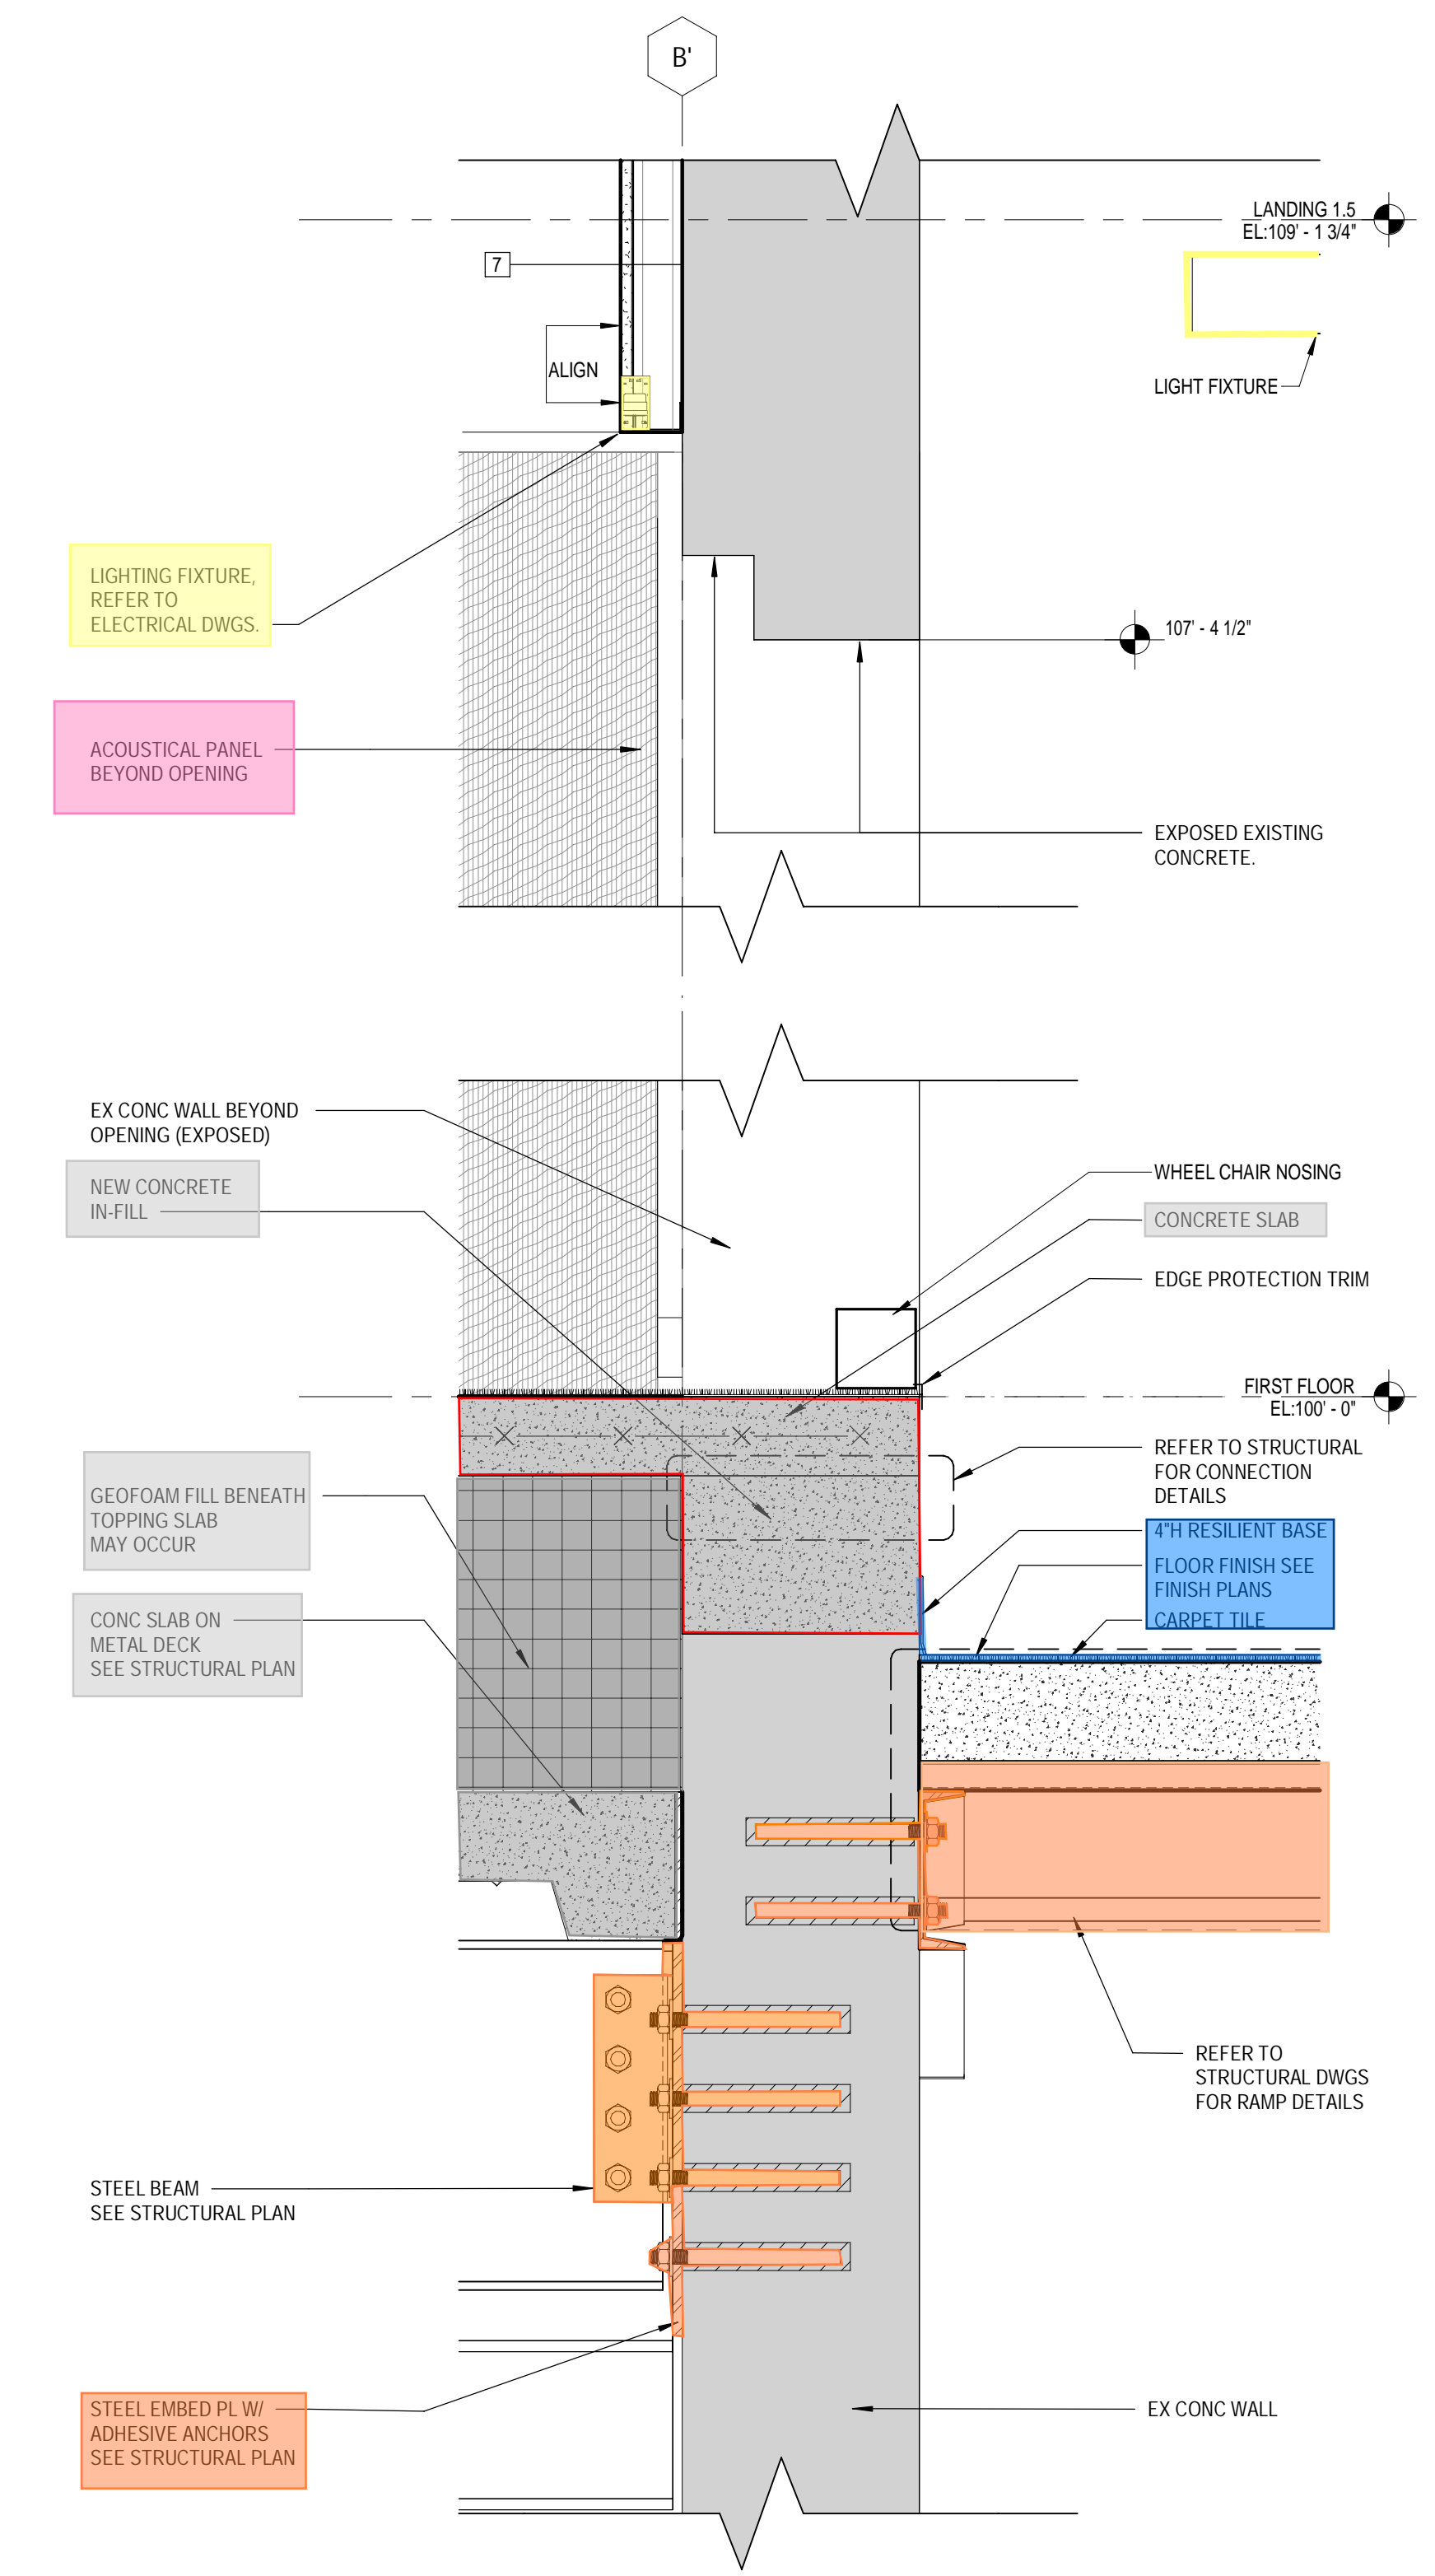 B'
LANDING 1.5
EL:109' - 1 3/4"
7
ALIGN
LIGHT FIXTURE
LIGHTING FIXTURE,
REFER TO
ELECTRICAL DWGS.
107' - 4 1/2"
ACOUSTICAL PANEL
BEYOND OPENING
EXPOSED EXISTING
CONCRETE.
EX CONC WALL BEYOND
OPENING (EXPOSED)
NEW CONCRETE
IN-FILL
WHEEL CHAIR NOSING
CONCRETE SLAB
EDGE PROTECTION TRIM
FIRST FLOOR
EL:100' - 0"
REFER TO STRUCTURAL
FOR CONNECTION
DETAILS
GEOFOAM FILL BENEATH
TOPPING SLAB
MAY OCCUR
4"H RESILIENT BASE
FLOOR FINISH SEE
FINISH PLANS
CARPET TILE
CONC SLAB ON
METAL DECK
SEE STRUCTURAL PLAN
REFER TO
STRUCTURAL DWGS
FOR RAMP DETAILS
STEEL BEAM
SEE STRUCTURAL PLAN
STEEL EMBED PL W/
ADHESIVE ANCHORS
SEE STRUCTURAL PLAN
EX CONC WALL